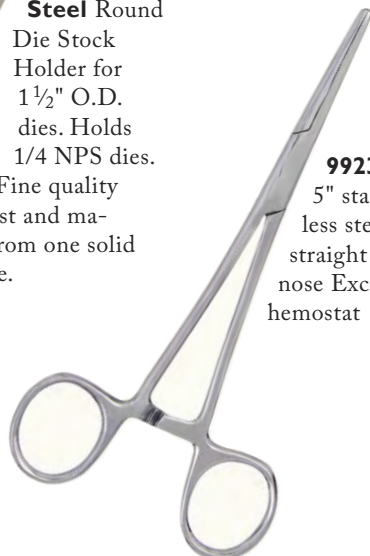 Steel Round
Die Stock
Holder for
1½" O.D.
dies. Holds
1/4 NPS dies.
Fine quality
st and ma-
rom one solid
e.
9923
5" sta
less ste
straight
nose Exc
hemostat